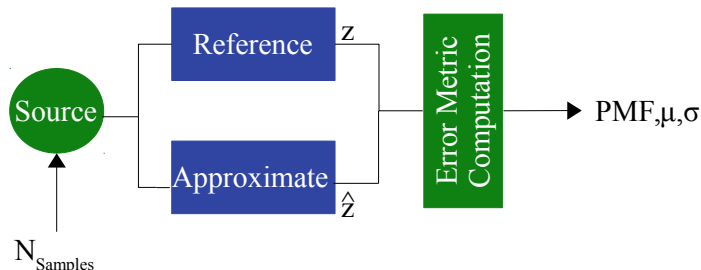 Reference
z
Source
Approximate
ẑ
Error Metric
Computation
PMF,μ,σ
N_Samples